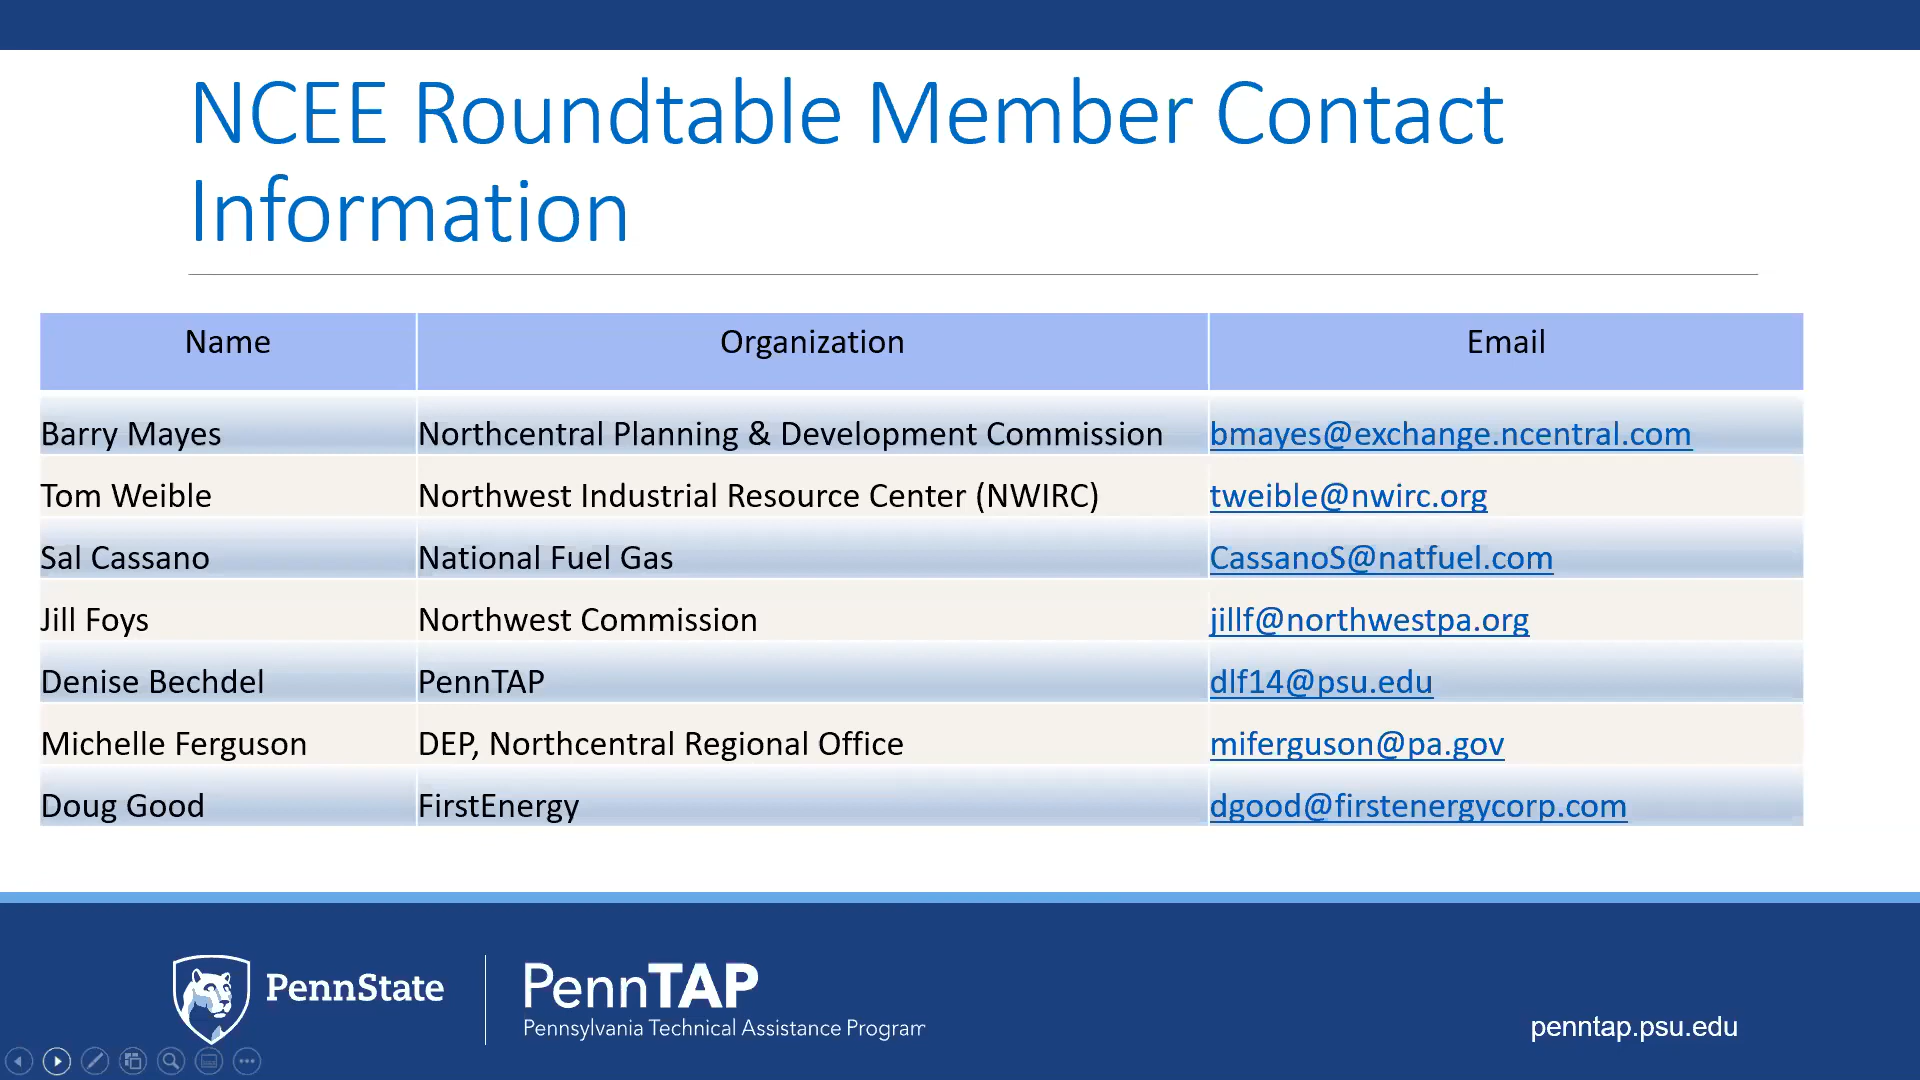 NCEE Roundtable Member Contact
Information
Name Organization Email
Barry Mayes Northcentral Planning & Development Commission bmayes@exchange.ncentral.com
Tom Weible Northwest Industrial Resource Center (NWIRC) tweible@nwirc.org
Sal Cassano National Fuel Gas CassanoS@natfuel.com
Jill Foys Northwest Commission jillf@northwestpa.org
Denise Bechdel PennTAP dlf14@psu.edu
Michelle Ferguson DEP, Northcentral Regional Office miferguson@pa.gov
Doug Good FirstEnergy dgood@firstenergycorp.com
PennState PennTAP
Pennsylvania Technical Assistance Program
penntap.psu.edu